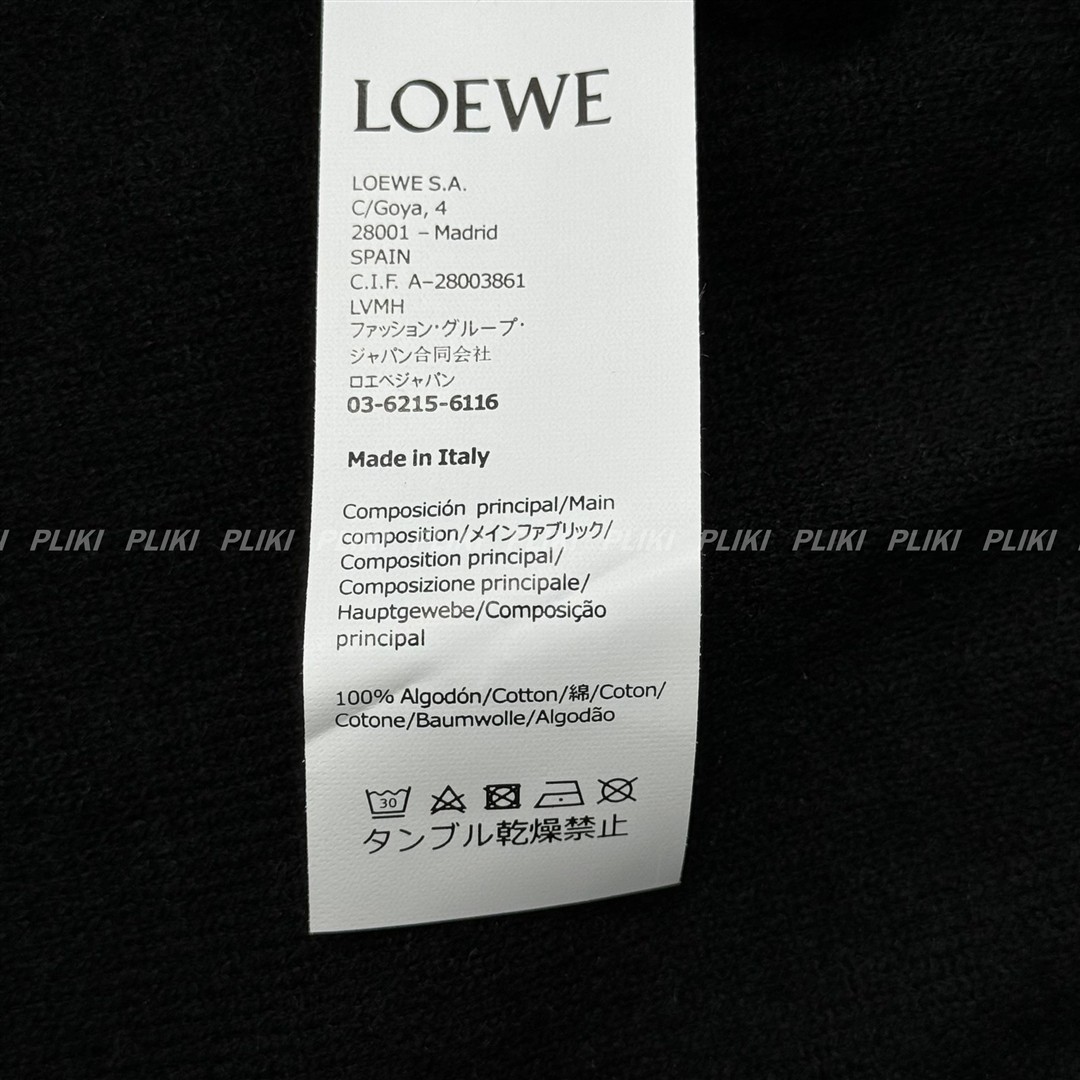 LOEWE
LOEWE S.A.
C/Goya, 4
28001 – Madrid
SPAIN
C.I.F. A–28003861
LVMH
ファッション・グループ・
ジャパン合同会社
ロエベジャパン
03-6215-6116
Made in Italy
Composición principal/Main
composition/メインファブリック/
PLIKI PLIKI PLIKI PLIKI PLIKI PLIKI PLIKI PLIKI
Composition principal/
Composizione principale/
Hauptgewebe/Composição
principal
100% Algodón/Cotton/綿/Coton/
Cotone/Baumwolle/Algodão
30
タンブル乾燥禁止